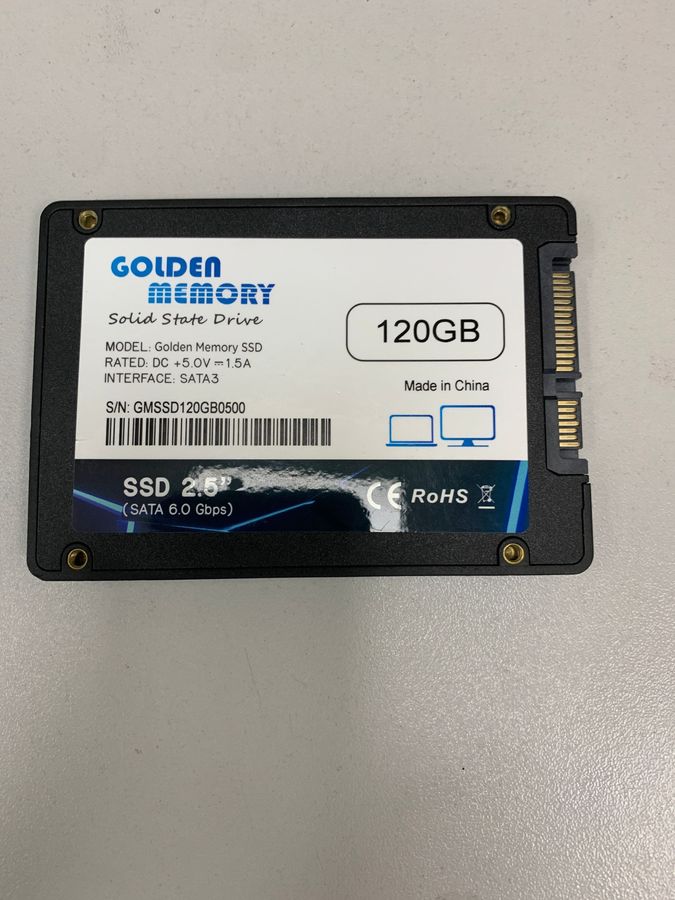 GOLDEN
MEMORY
Solid State Drive
MODEL: Golden Memory SSD
RATED: DC +5.0V⎓1.5A
INTERFACE: SATA3
S/N: GMSSD120GB0500
120GB
Made in China
SSD 2.5”
(SATA 6.0 Gbps)
CE RoHS